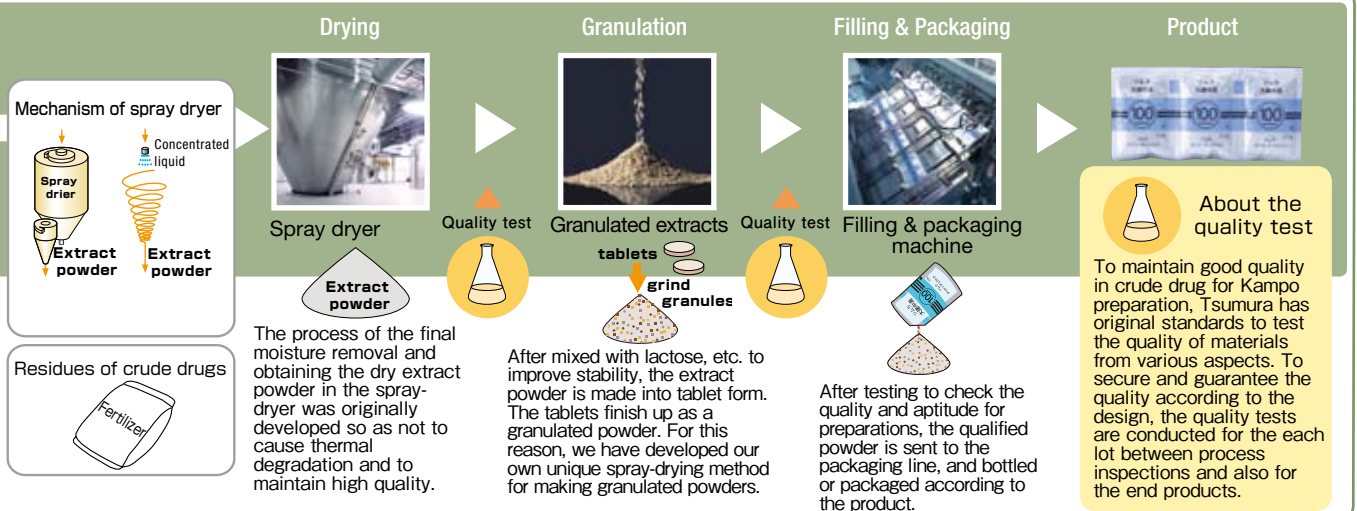 Drying
Granulation
Filling & Packaging
Product
Mechanism of spray dryer
Concentrated
liquid
Spray
drier
Extract
powder
Extract
powder
Residues of crude drugs
Fertilizer
Spray dryer
Extract
powder
The process of the final
moisture removal and
obtaining the dry extract
powder in the spray-
dryer was originally
developed so as not to
cause thermal
degradation and to
maintain high quality.
Quality test
Granulated extracts
tablets
grind
granules
After mixed with lactose, etc. to
improve stability, the extract
powder is made into tablet form.
The tablets finish up as a
granulated powder. For this
reason, we have developed our
own unique spray-drying method
for making granulated powders.
Quality test
Filling & packaging
machine
100
After testing to check the
quality and aptitude for
preparations, the qualified
powder is sent to the
packaging line, and bottled
or packaged according to
the product.
100
100
100
About the
quality test
To maintain good quality
in crude drug for Kampo
preparation, Tsumura has
original standards to test
the quality of materials
from various aspects. To
secure and guarantee the
quality according to the
design, the quality tests
are conducted for the each
lot between process
inspections and also for
the end products.